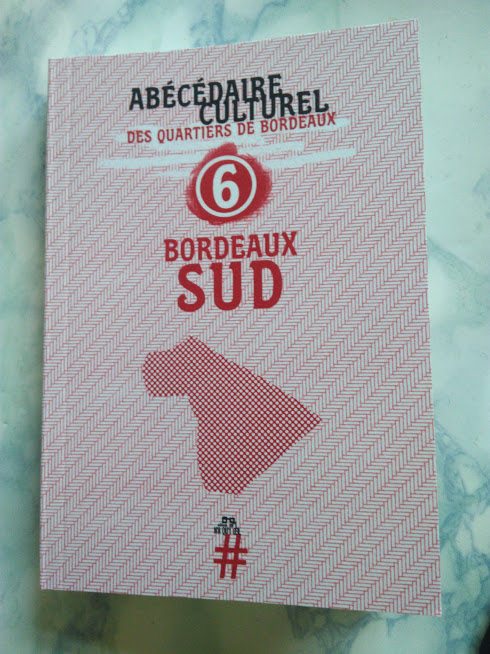 ABÉCÉDAIRE
CULTUREL
DES QUARTIERS DE BORDEAUX
6
BORDEAUX
SUD
#